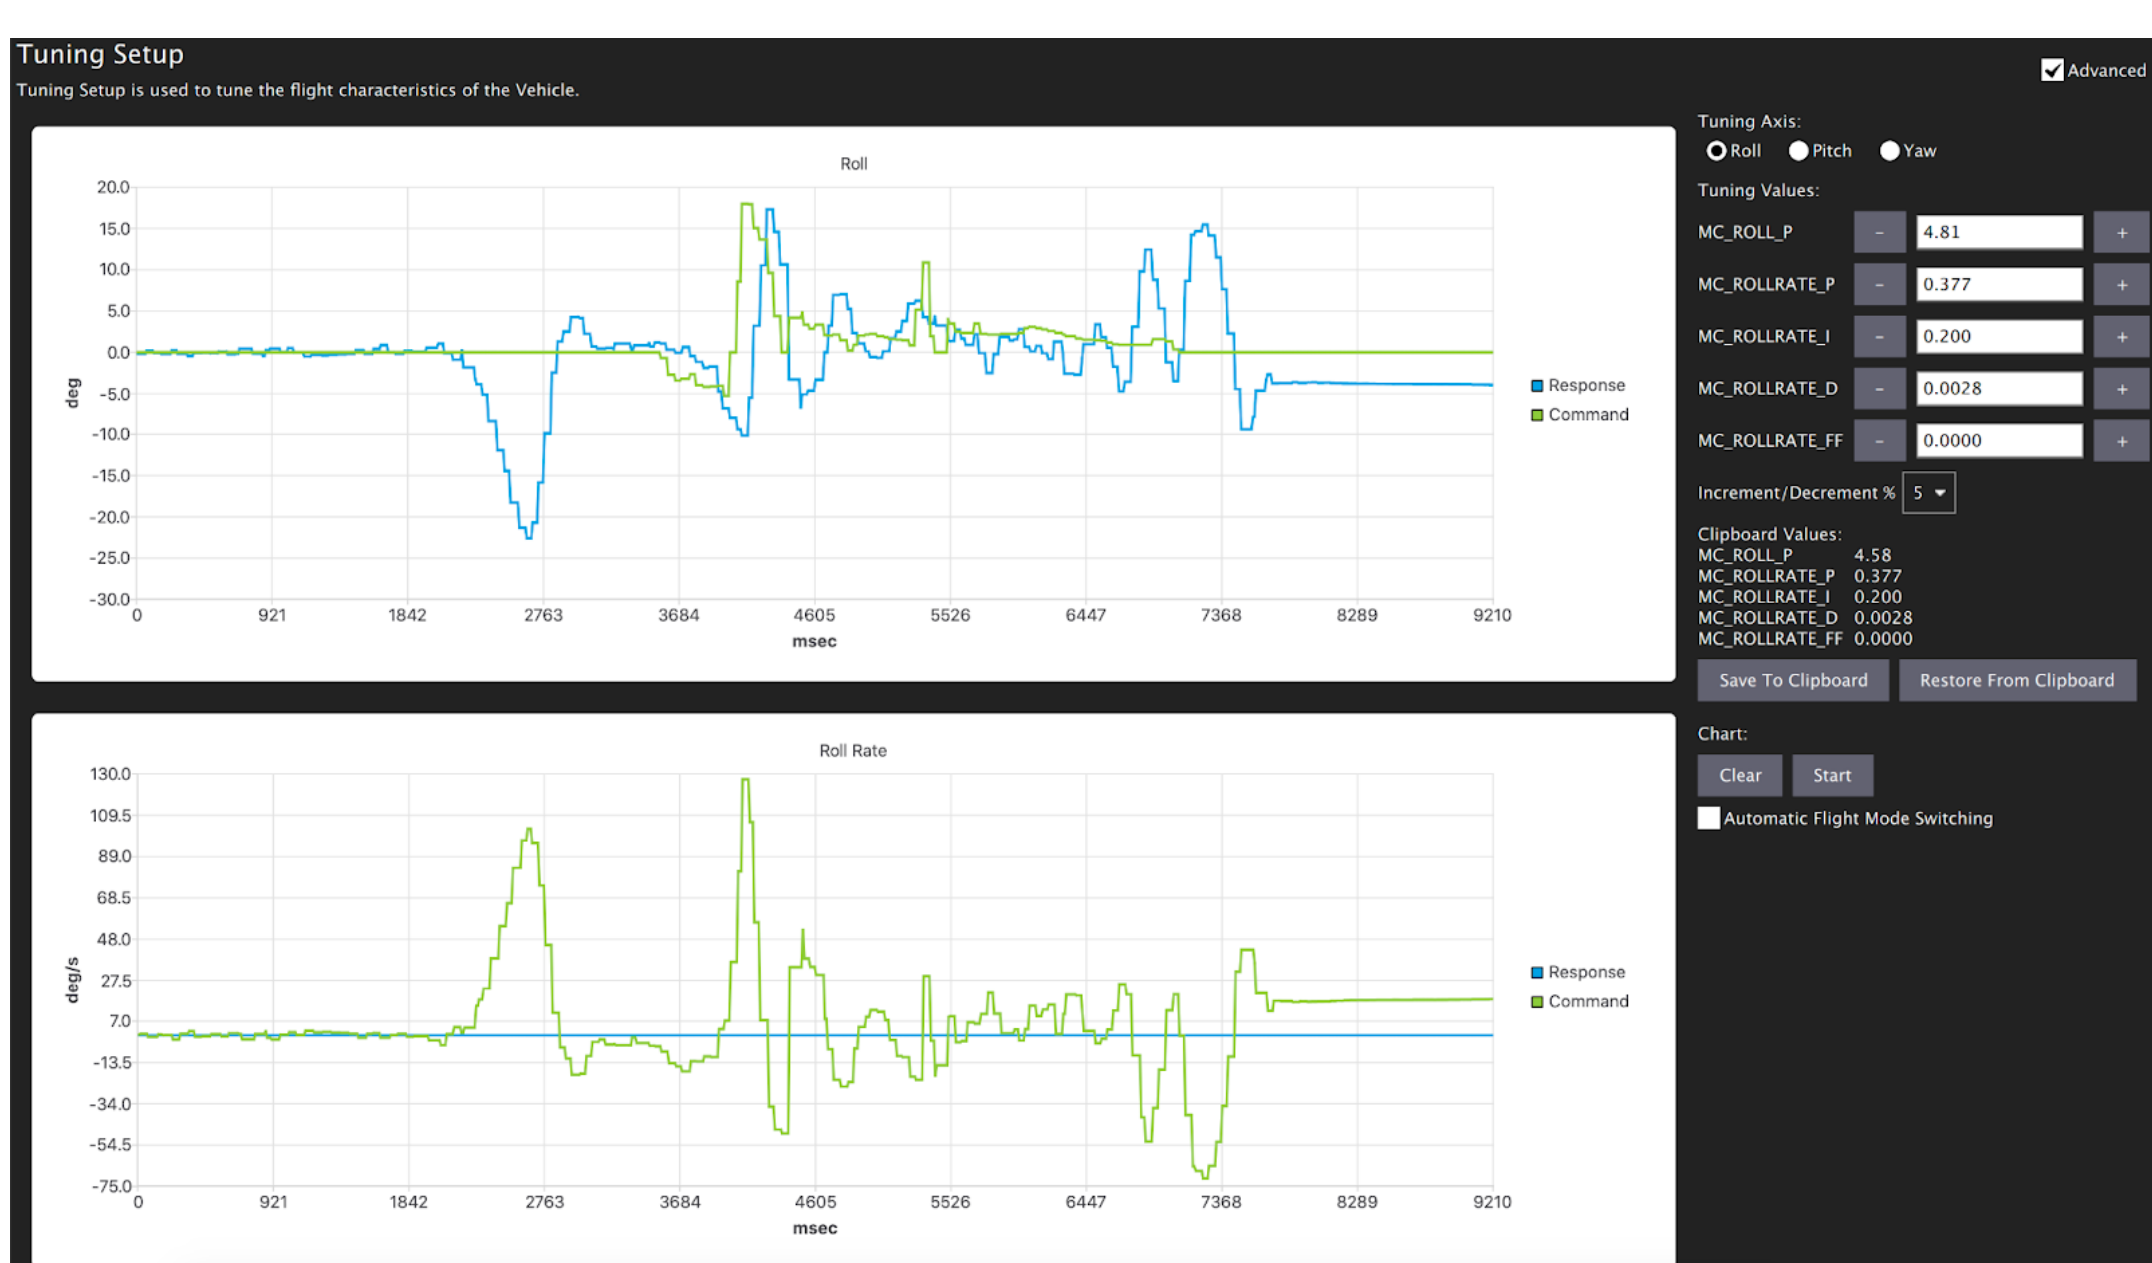 Tuning Setup
Advanced
Tuning Setup is used to tune the flight characteristics of the Vehicle.
Roll
20.0
15.0
10.0
5.0
0.0
-5.0
-10.0
-15.0
-20.0
-25.0
-30.0
deg
0 921 1842 2763 3684 4605 5526 6447 7368 8289 9210
msec
Response
Command
Roll Rate
130.0
109.5
89.0
68.5
48.0
27.5
7.0
-13.5
-34.0
-54.5
-75.0
deg/s
0 921 1842 2763 3684 4605 5526 6447 7368 8289 9210
msec
Response
Command
Tuning Axis:
Roll Pitch Yaw
Tuning Values:
MC_ROLL_P - 4.81 +
MC_ROLLRATE_P - 0.377 +
MC_ROLLRATE_I - 0.200 +
MC_ROLLRATE_D - 0.0028 +
MC_ROLLRATE_FF - 0.0000 +
Increment/Decrement % 5
Clipboard Values:
MC_ROLL_P 4.58
MC_ROLLRATE_P 0.377
MC_ROLLRATE_I 0.200
MC_ROLLRATE_D 0.0028
MC_ROLLRATE_FF 0.0000
Save To Clipboard Restore From Clipboard
Chart:
Clear Start
Automatic Flight Mode Switching